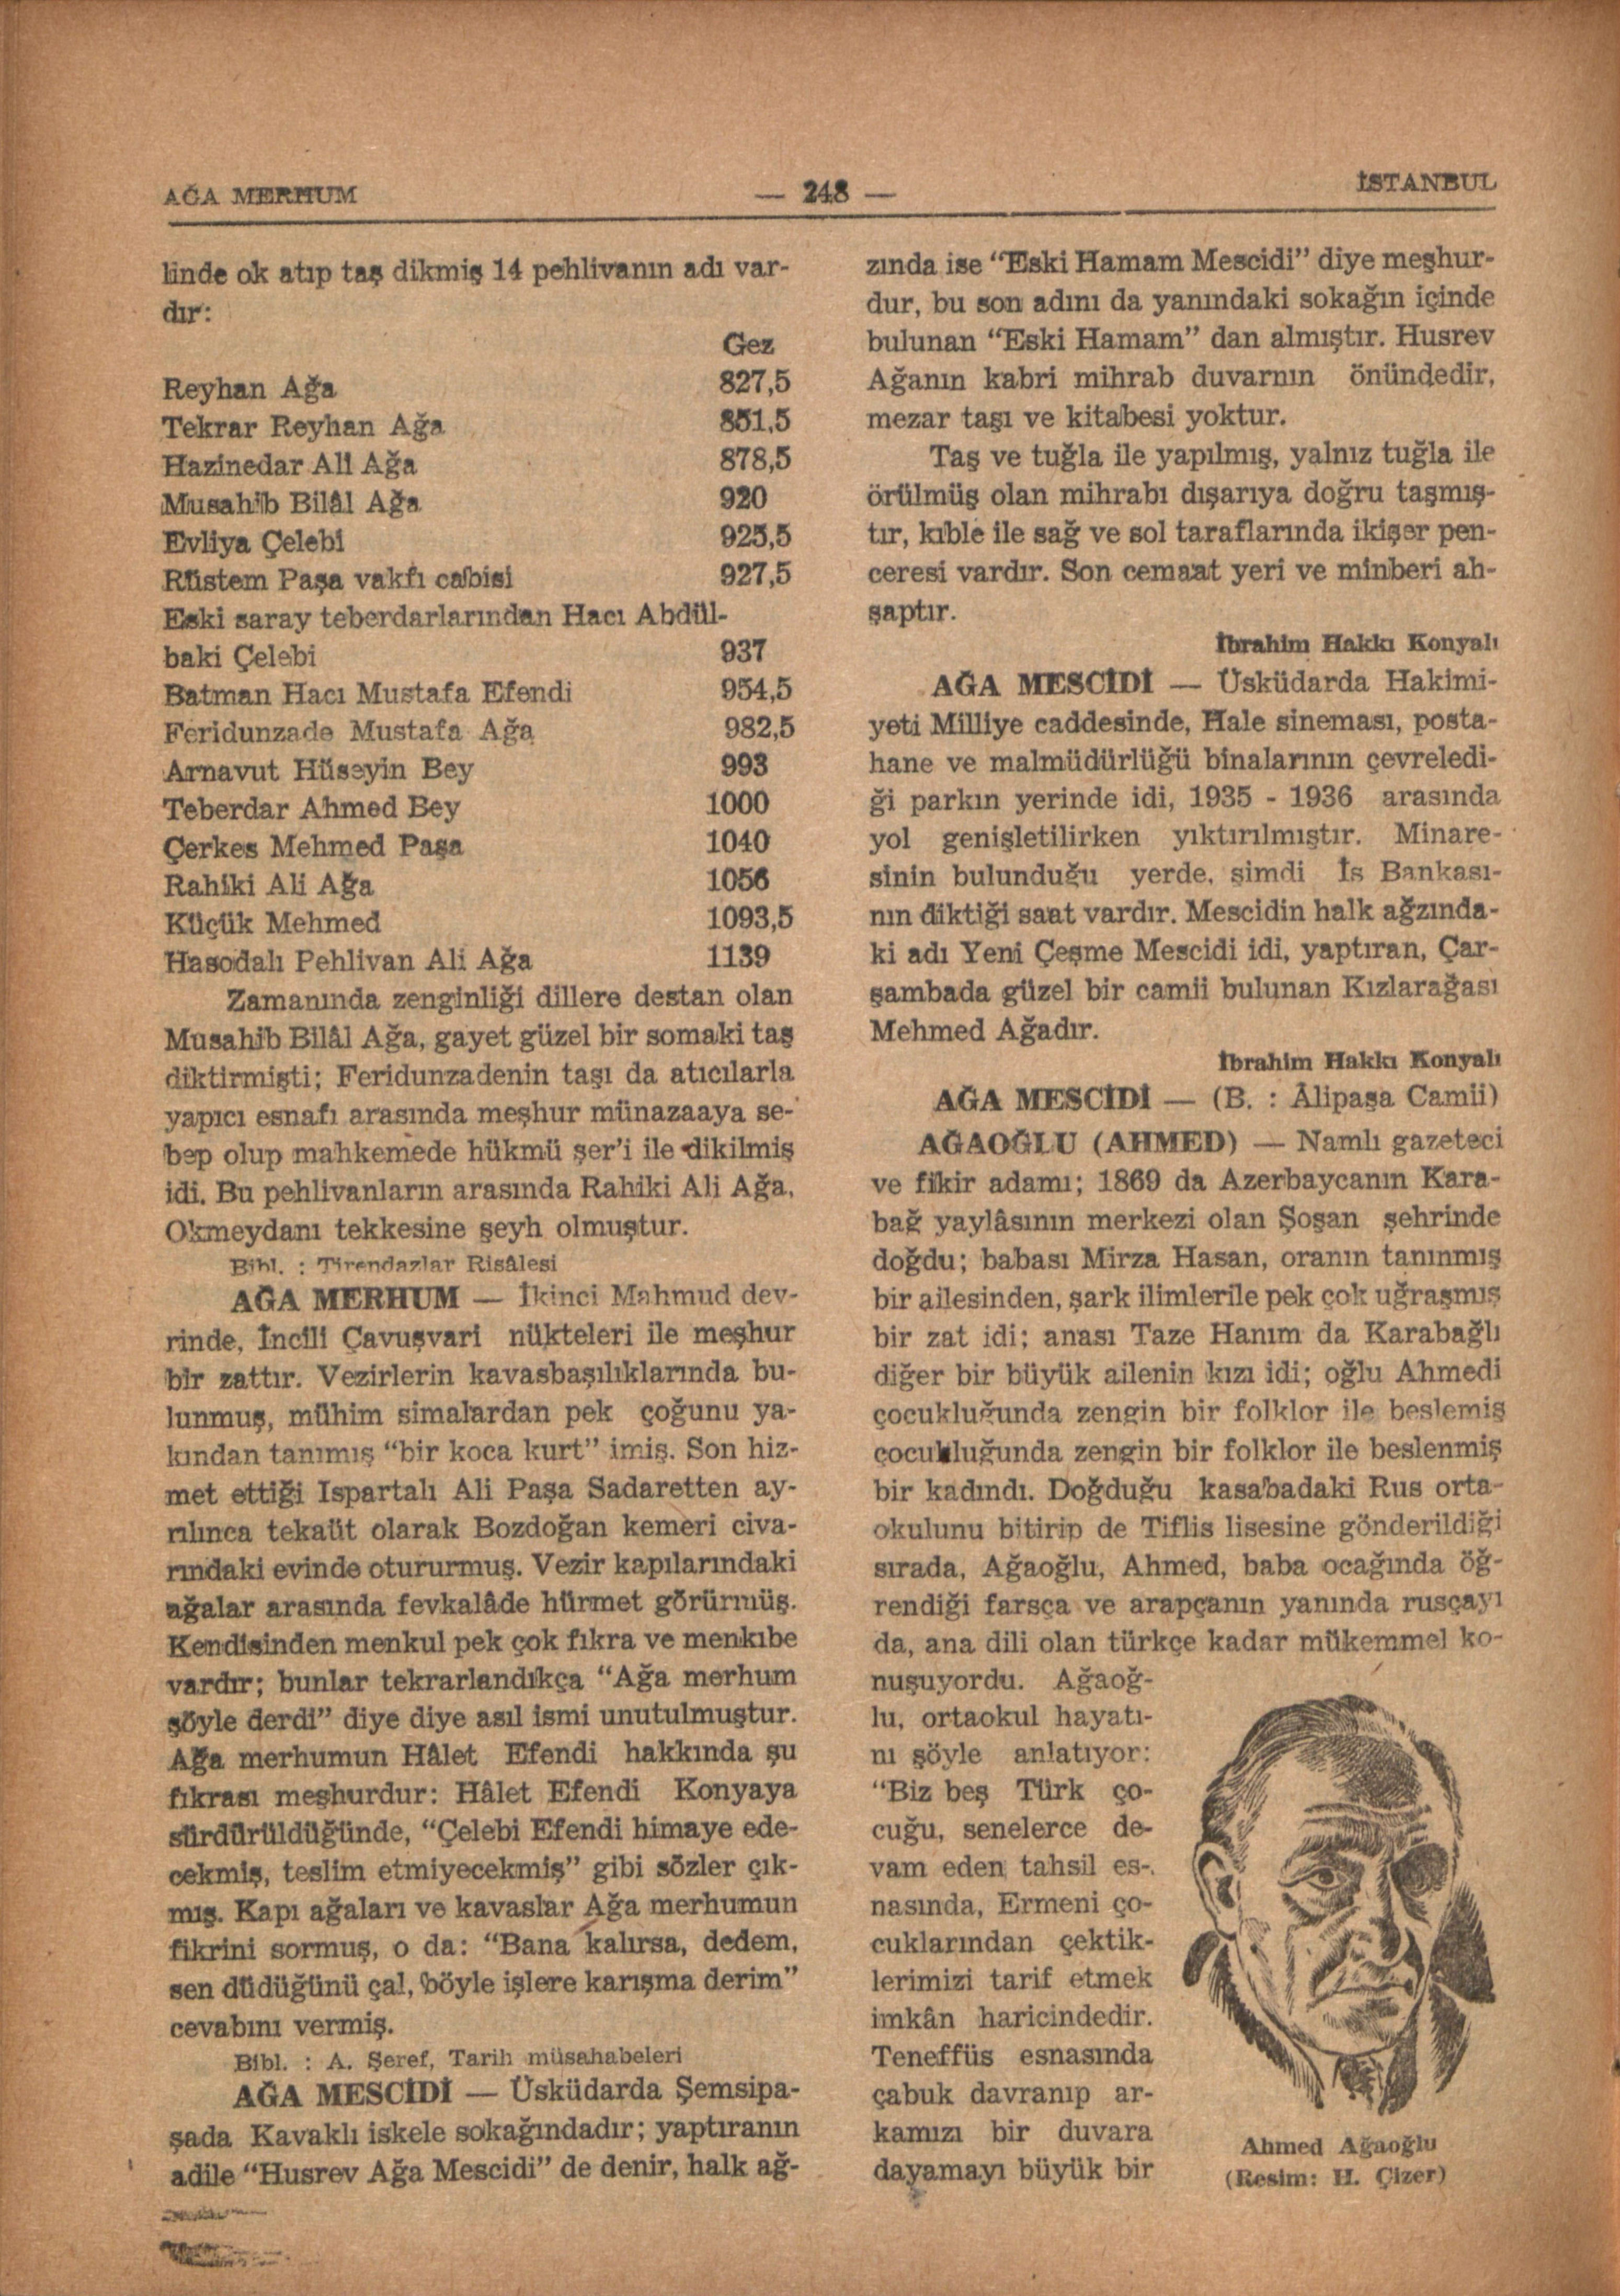 AĞA MERHUM
— 248 —
İSTANBUL
linde ok atıp taş dikmiş 14 pehlivanın adı var-
dır:
Gez
Reyhan Ağa 827,5
Tekrar Reyhan Ağa 851,5
Hazinedar Ali Ağa 878,5
Musahib Bilâl Ağa 920
Evliya Çelebi 925,5
Rüstem Paşa vakfı cabisi 927,5
Eski saray teberdarlarından Hacı Abdül-
baki Çelebi 937
Batman Hacı Mustafa Efendi 954,5
Feridunzade Mustafa Ağa 982,5
Arnavut Hüseyin Bey 993
Teberdar Ahmed Bey 1000
Çerkes Mehmed Paşa 1040
Rahiki Ali Ağa 1056
Küçük Mehmed 1093,5
Hasodalı Pehlivan Ali Ağa 1139
Zamanında zenginliği dillere destan olan
Musahib Bilâl Ağa, gayet güzel bir somaki taş
diktirmişti; Feridunzadenin taşı da atıcılarla
yapıcı esnafı arasında meşhur münazaaya se-
bep olup mahkemede hükmü şer'i ile dikilmiş
idi. Bu pehlivanların arasında Rahiki Ali Ağa,
Okmeydanı tekkesine şeyh olmuştur.
Bibl. : Tirendazlar Risâlesi
AĞA MERHUM — İkinci Mahmud dev-
rinde, İncili Çavuşvari nükteleri ile meşhur
bir zattır. Vezirlerin kavasbaşılıklarında bu-
lunmuş, mühim simalardan pek çoğunu ya-
kından tanımış “bir koca kurt” imiş. Son hiz-
met ettiği Ispartalı Ali Paşa Sadaretten ay-
rılınca tekaüt olarak Bozdoğan kemeri civa-
rındaki evinde otururmuş. Vezir kapılarındaki
ağalar arasında fevkalâde hürmet görürmüş.
Kendisinden menkul pek çok fıkra ve menkıbe
vardır; bunlar tekrarlandıkça “Ağa merhum
şöyle derdi” diye diye asıl ismi unutulmuştur.
Ağa merhumun Hâlet Efendi hakkında şu
fıkrası meşhurdur: Hâlet Efendi Konyaya
sürdürüldüğünde, “Çelebi Efendi himaye ede-
cekmiş, teslim etmiyecekmiş” gibi sözler çık-
mış. Kapı ağaları ve kavaslar Ağa merhumun
fikrini sormuş, o da: “Bana kalırsa, dedem,
sen düdüğünü çal, böyle işlere karışma derim”
cevabını vermiş.
Bibl. : A. Şeref, Tarih müsahabeleri
AĞA MESCİDİ — Üsküdarda Şemsipa-
şada Kavaklı iskele sokağındadır; yaptıranın
adile “Husrev Ağa Mescidi” de denir, halk ağ-
zında ise “Eski Hamam Mescidi” diye meşhur-
dur, bu son adını da yanındaki sokağın içinde
bulunan “Eski Hamam” dan almıştır. Husrev
Ağanın kabri mihrab duvarnın önündedir,
mezar taşı ve kitabesi yoktur.
Taş ve tuğla ile yapılmış, yalnız tuğla ile
örülmüş olan mihrabı dışarıya doğru taşmış-
tır, kıble ile sağ ve sol taraflarında ikişer pen-
ceresi vardır. Son cemaat yeri ve minberi ah-
şaptır.
İbrahim Hakkı Konyalı
AĞA MESCİDİ — Üsküdarda Hakimi-
yeti Milliye caddesinde, Hale sineması, posta-
hane ve malmüdürlüğü binalarının çevreledi-
ği parkın yerinde idi, 1935 - 1936 arasında
yol genişletilirken yıktırılmıştır. Minare-
sinin bulunduğu yerde, şimdi İş Bankası-
nın diktiği saat vardır. Mescidin halk ağzında-
ki adı Yeni Çeşme Mescidi idi, yaptıran, Çar-
şambada güzel bir camii bulunan Kızlarağası
Mehmed Ağadır.
İbrahim Hakkı Konyalı
AĞA MESCİDİ — (B. : Âlipaşa Camii)
AĞAOĞLU (AHMED) — Namlı gazeteci
ve fikir adamı; 1869 da Azerbaycanın Kara-
bağ yaylâsının merkezi olan Şoşan şehrinde
doğdu; babası Mirza Hasan, oranın tanınmış
bir ailesinden, şark ilimlerile pek çok uğraşmış
bir zat idi; anası Taze Hanım da Karabağlı
diğer bir büyük ailenin kızı idi; oğlu Ahmedi
çocukluğunda zengin bir folklor ile beslemiş
çocukluğunda zengin bir folklor ile beslenmiş
bir kadındı. Doğduğu kasabadaki Rus orta-
okulunu bitirip de Tiflis lisesine gönderildiği
sırada, Ağaoğlu, Ahmed, baba ocağında öğ-
rendiği farsça ve arapçanın yanında rusçayı
da, ana dili olan türkçe kadar mükemmel ko-
nuşuyordu. Ağaoğ-
lu, ortaokul hayatı-
nı şöyle anlatıyor:
“Biz beş Türk ço-
cuğu, senelerce de-
vam eden tahsil es-
nasında, Ermeni ço-
cuklarından çektik-
lerimizi tarif etmek
imkân haricindedir.
Teneffüs esnasında
çabuk davranıp ar-
kamızı bir duvara
dayamayı büyük bir
Ahmed Ağaoğlu
(Resim: H. Çizer)